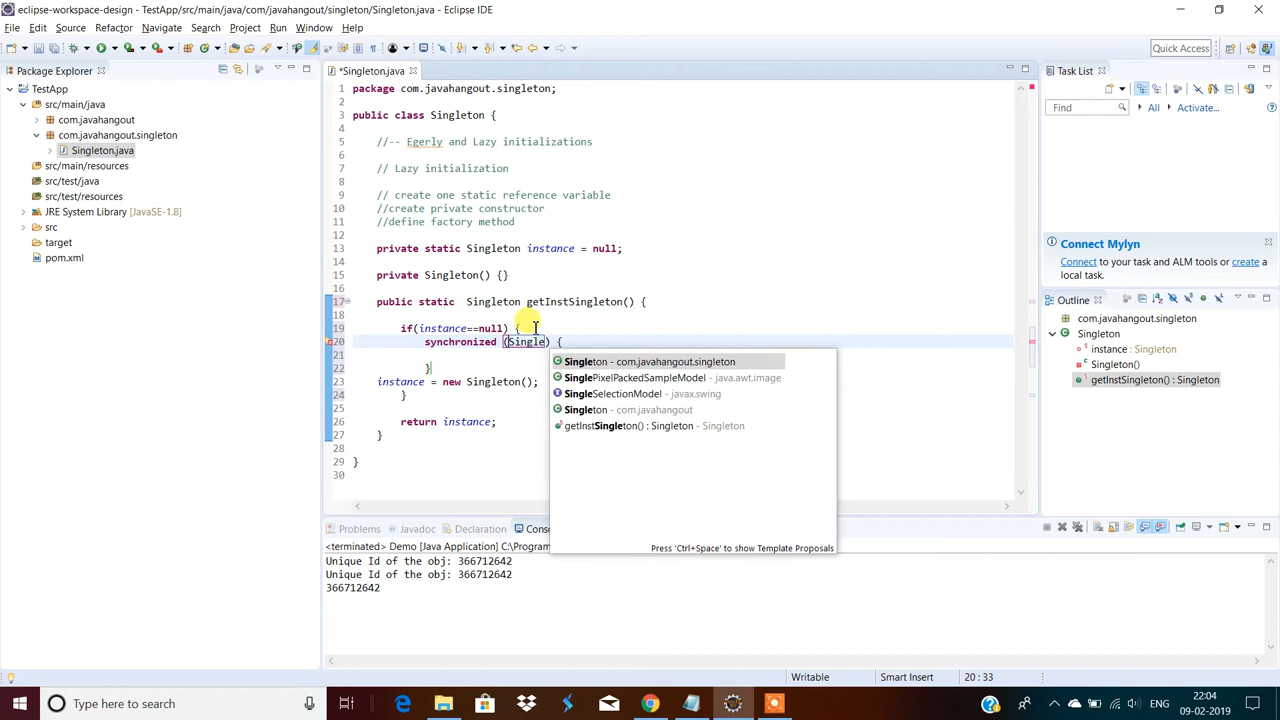 eclipse-workspace-design - TestApp/src/main/java/com/javahangout/singleton/Singleton.java - Eclipse IDE
File Edit Source Refactor Navigate Search Project Run Window Help
Quick Access
Package Explorer
TestApp
src/main/java
com.javahangout
com.javahangout.singleton
Singleton.java
src/main/resources
src/test/java
src/test/resources
JRE System Library [JavaSE-1.8]
src
target
pom.xml
*Singleton.java
1 package com.javahangout.singleton;
2
3 public class Singleton {
4
5 //-- Egerly and Lazy initializations
6
7 // Lazy initialization
8
9 // create one static reference variable
10 //create private constructor
11 //define factory method
12
13 private static Singleton instance = null;
14
15 private Singleton() {}
16
17 public static  Singleton getInstSingleton() {
18
19 if(instance==null) {
20 synchronized (Single) {
21
22 }
23 instance = new Singleton();
24 }
25
26 return instance;
27 }
28
29 }
30
Singleton - com.javahangout.singleton
SinglePixelPackedSampleModel - java.awt.image
SingleSelectionModel - javax.swing
Singleton - com.javahangout
getInstSingleton() : Singleton - Singleton
Press 'Ctrl+Space' to show Template Proposals
Problems Javadoc Declaration Conso
<terminated> Demo [Java Application] C:\Program
Unique Id of the obj: 366712642
Unique Id of the obj: 366712642
366712642
Task List
Find All Activate...
Connect Mylyn
Connect to your task and ALM tools or create a
local task.
Outline
com.javahangout.singleton
Singleton
instance : Singleton
Singleton()
getInstSingleton() : Singleton
Writable Smart Insert 20 : 33
Type here to search
22:04
09-02-2019